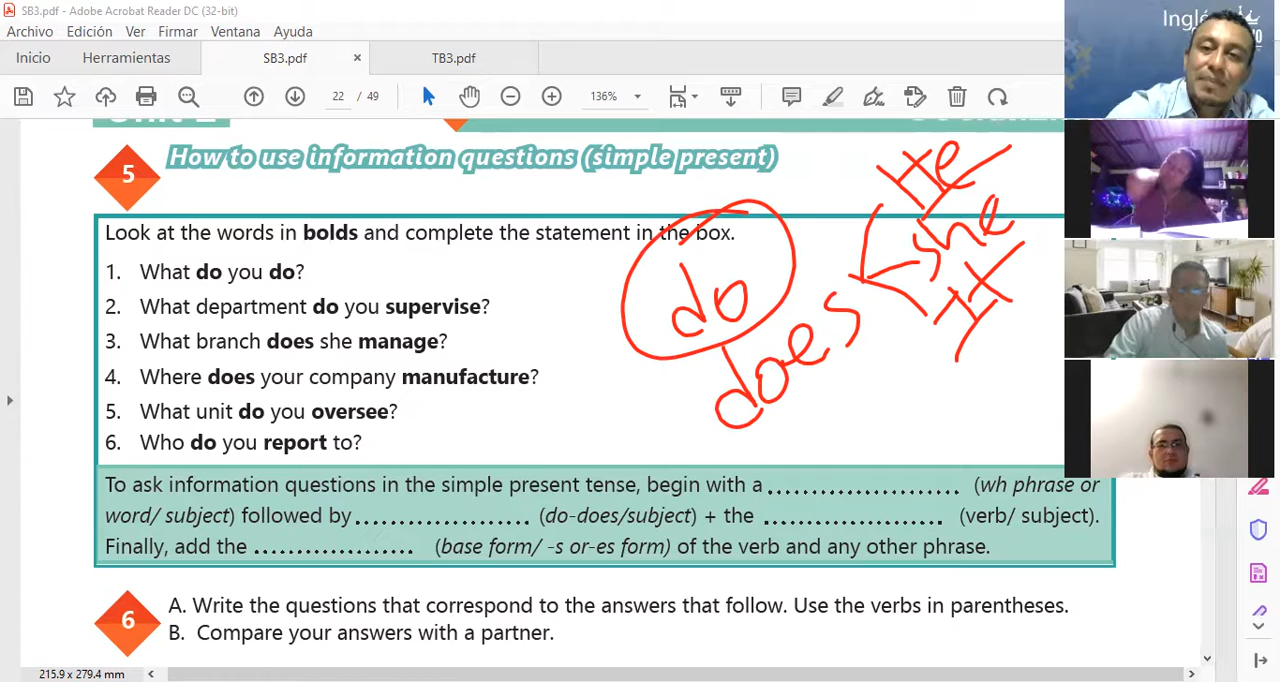 SB3.pdf - Adobe Acrobat Reader DC (32-bit)
Archivo Edición Ver Firmar Ventana Ayuda
Inicio Herramientas SB3.pdf × TB3.pdf
22 / 49 136%
5 How to use information questions (simple present)
Look at the words in bolds and complete the statement in the box.
1. What do you do?
2. What department do you supervise?
3. What branch does she manage?
4. Where does your company manufacture?
5. What unit do you oversee?
6. Who do you report to?
do
does
He
she
It
To ask information questions in the simple present tense, begin with a ........................... (wh phrase or
word/ subject) followed by ........................ (do-does/subject) + the ........................ (verb/ subject).
Finally, add the ...................... (base form/ -s or-es form) of the verb and any other phrase.
6 A. Write the questions that correspond to the answers that follow. Use the verbs in parentheses.
B. Compare your answers with a partner.
215.9 x 279.4 mm